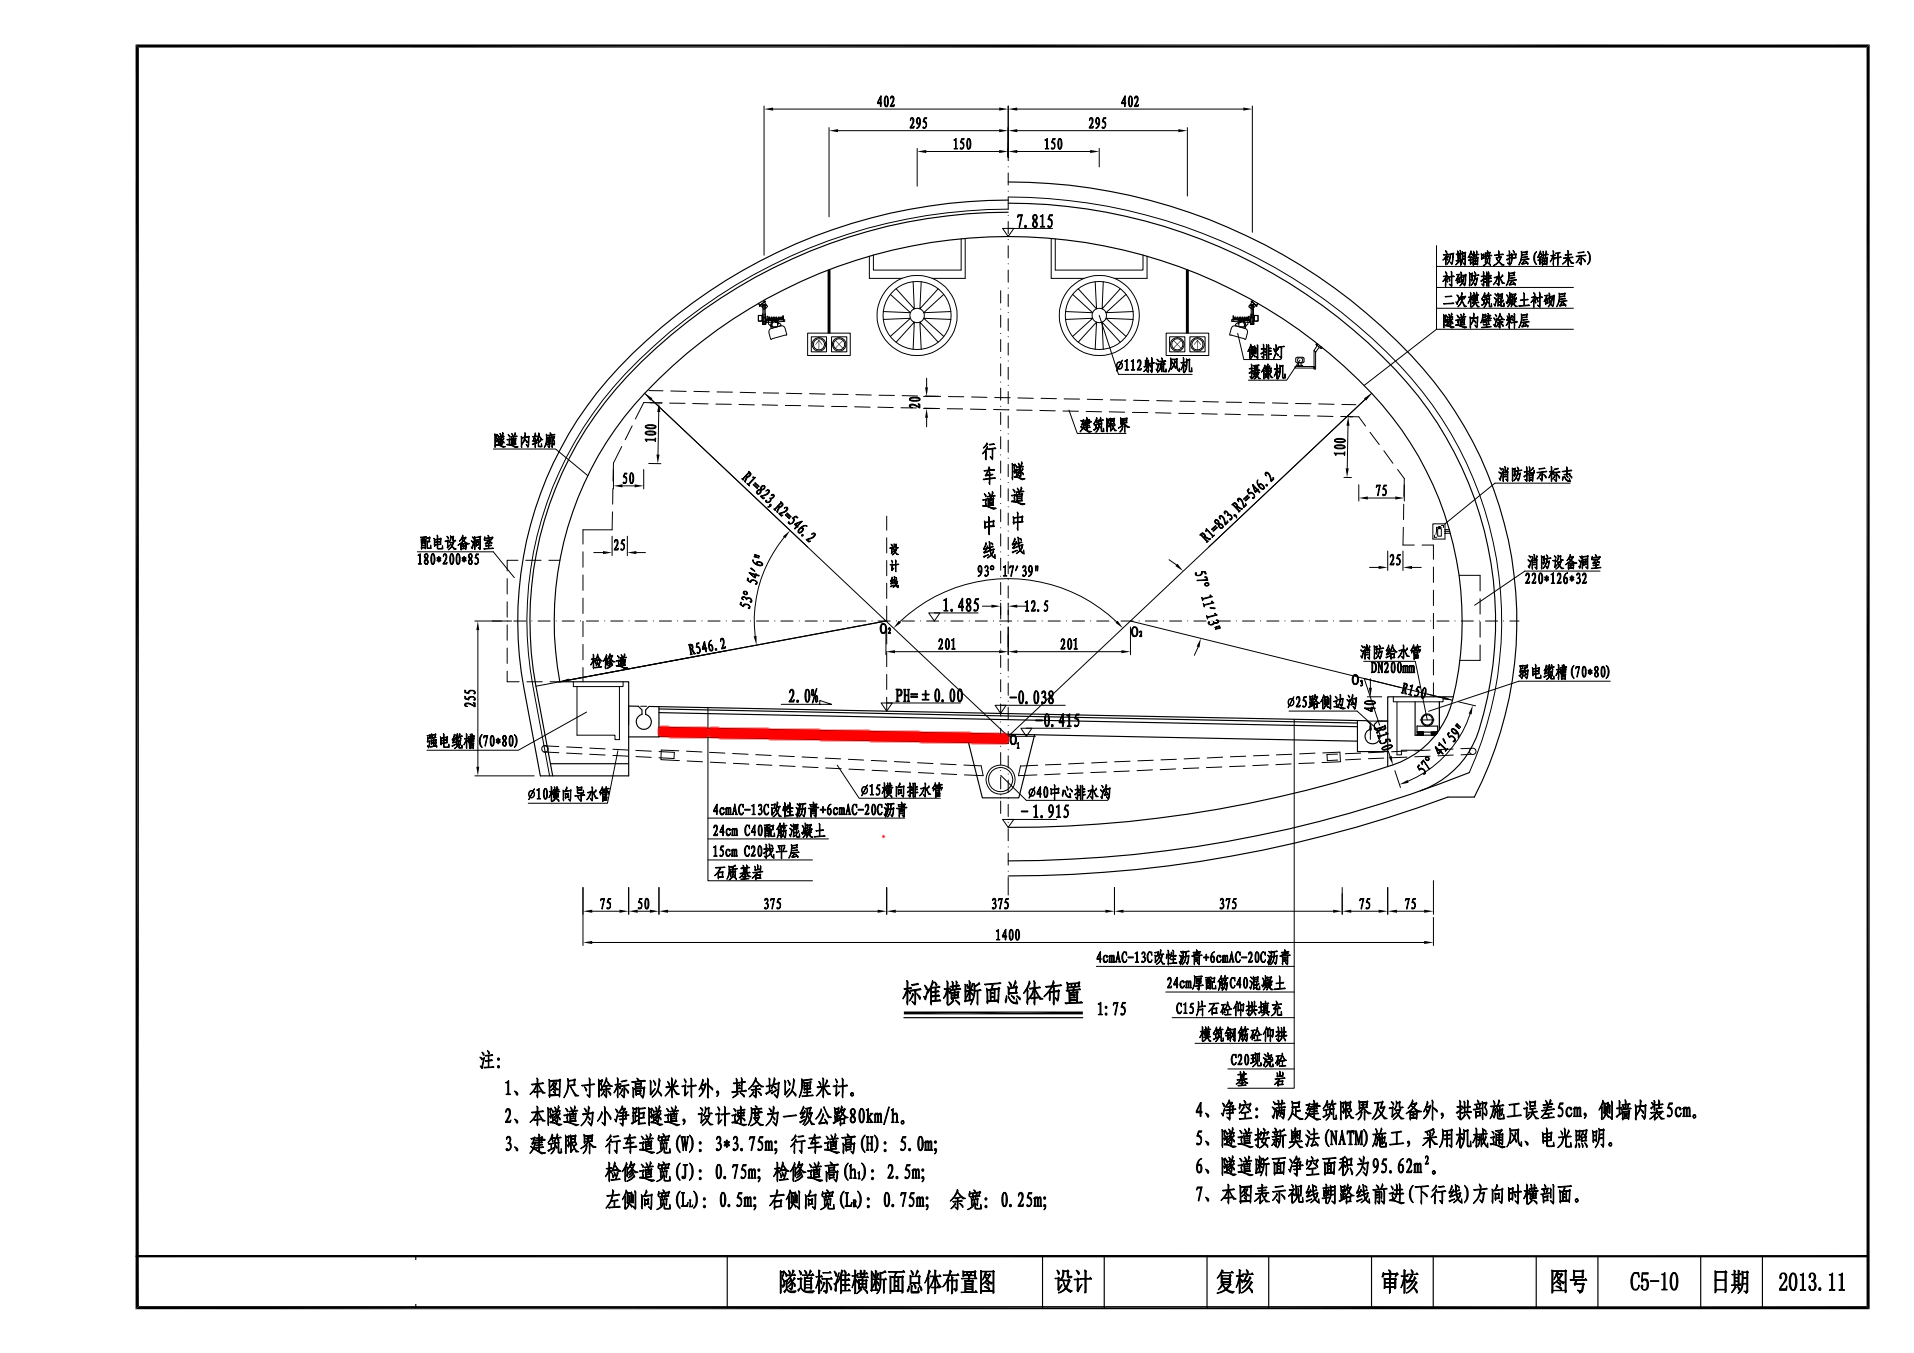 402 402
295 295
150 150
7.815
初期锚喷支护层(锚杆未示)
衬砌防排水层
二次模筑混凝土衬砌层
隧道内壁涂料层
侧排灯
摄像机
Ø112射流风机
20
建筑限界
隧道内轮廓
100
100
行车道中线
隧道中线
50
75
R1=823,R2=546.2
R1=823,R2=546.2
消防指示标志
配电设备洞室
180*200*85
25
设计线
25
消防设备洞室
220*126*32
93° 17′39″
53° 54′6″
57° 11′13″
1.485
12.5
O₂
O₂
201
201
R546.2
检修道
消防给水管
DN200mm
弱电缆槽(70*80)
O₃
R150
255
2.0%
PH=±0.00
-0.038
Ø25路侧边沟
40
-0.415
O₁
R150
57° 41′59″
强电缆槽(70*80)
Ø10横向导水管
Ø15横向排水管
Ø40中心排水沟
-1.915
4cmAC-13C改性沥青+6cmAC-20C沥青
24cm C40配筋混凝土
15cm C20找平层
石质基岩
75 50 375 375 375 75 75
1400
4cmAC-13C改性沥青+6cmAC-20C沥青
24cm厚配筋C40混凝土
C15片石砼仰拱填充
模筑钢筋砼仰拱
C20现浇砼
基 岩
标准横断面总体布置 1:75
注:
1、本图尺寸除标高以米计外，其余均以厘米计。
2、本隧道为小净距隧道，设计速度为一级公路80km/h。
3、建筑限界 行车道宽(W): 3*3.75m; 行车道高(H): 5.0m;
检修道宽(J): 0.75m; 检修道高(h₁): 2.5m;
左侧向宽(Lʟ): 0.5m; 右侧向宽(Lʀ): 0.75m; 余宽: 0.25m;
4、净空: 满足建筑限界及设备外，拱部施工误差5cm，侧墙内装5cm。
5、隧道按新奥法(NATM)施工，采用机械通风、电光照明。
6、隧道断面净空面积为95.62m²。
7、本图表示视线朝路线前进(下行线)方向时横剖面。
隧道标准横断面总体布置图 设计 复核 审核 图号 C5-10 日期 2013.11